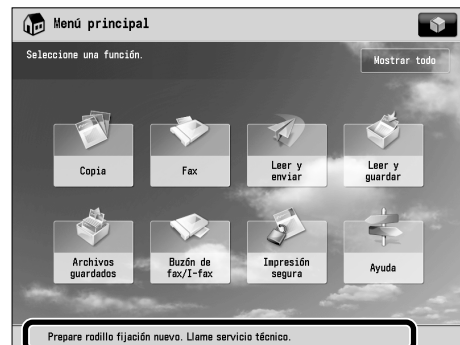 Menú principal
Seleccione una función.
Mostrar todo
Copia
Fax
Leer y
enviar
Leer y
guardar
Archivos
guardados
Buzón de
fax/I-fax
Impresión
segura
Ayuda
Prepare rodillo fijación nuevo. Llame servicio técnico.